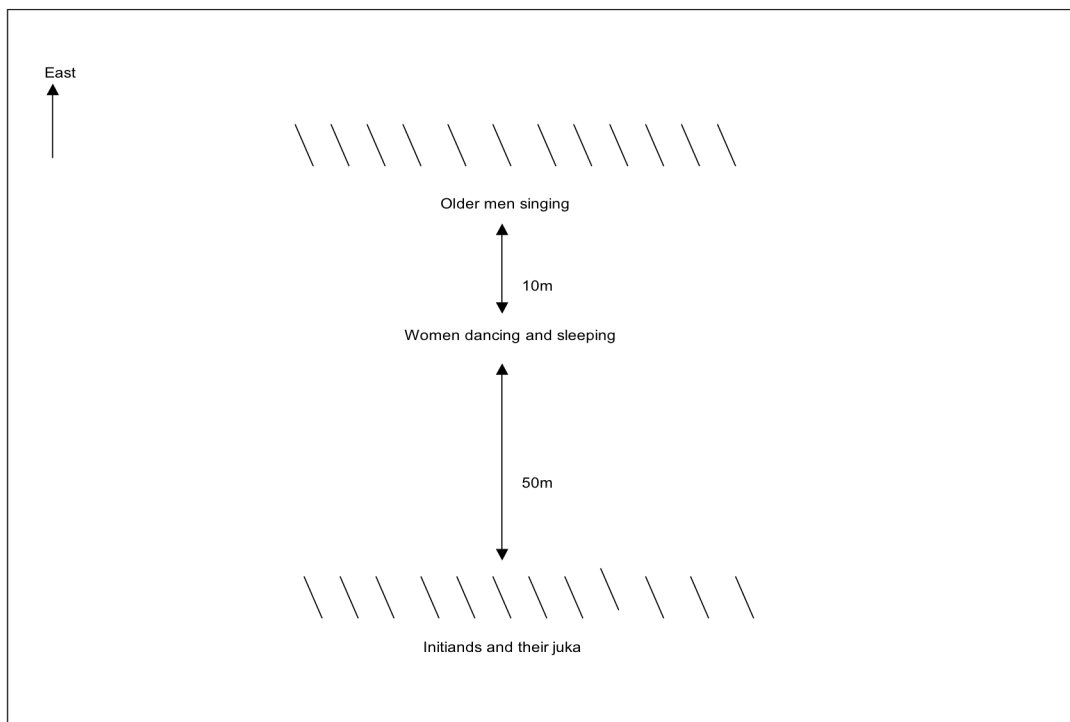 East
Older men singing
10m
Women dancing and sleeping
50m
Initiands and their juka